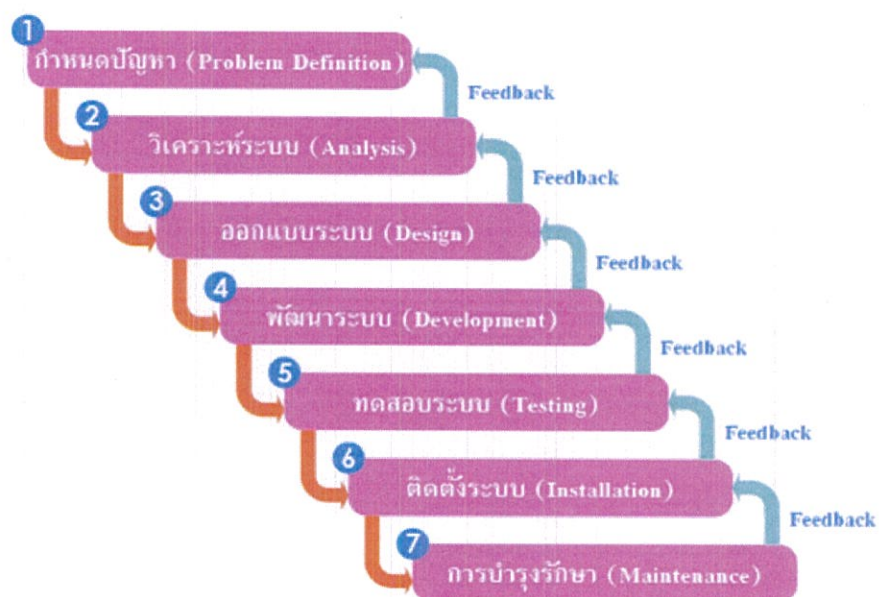 1
กำหนดปัญหา (Problem Definition)
Feedback
2
วิเคราะห์ระบบ (Analysis)
Feedback
3
ออกแบบระบบ (Design)
Feedback
4
พัฒนาระบบ (Development)
Feedback
5
ทดสอบระบบ (Testing)
Feedback
6
ติดตั้งระบบ (Installation)
Feedback
7
การบำรุงรักษา (Maintenance)